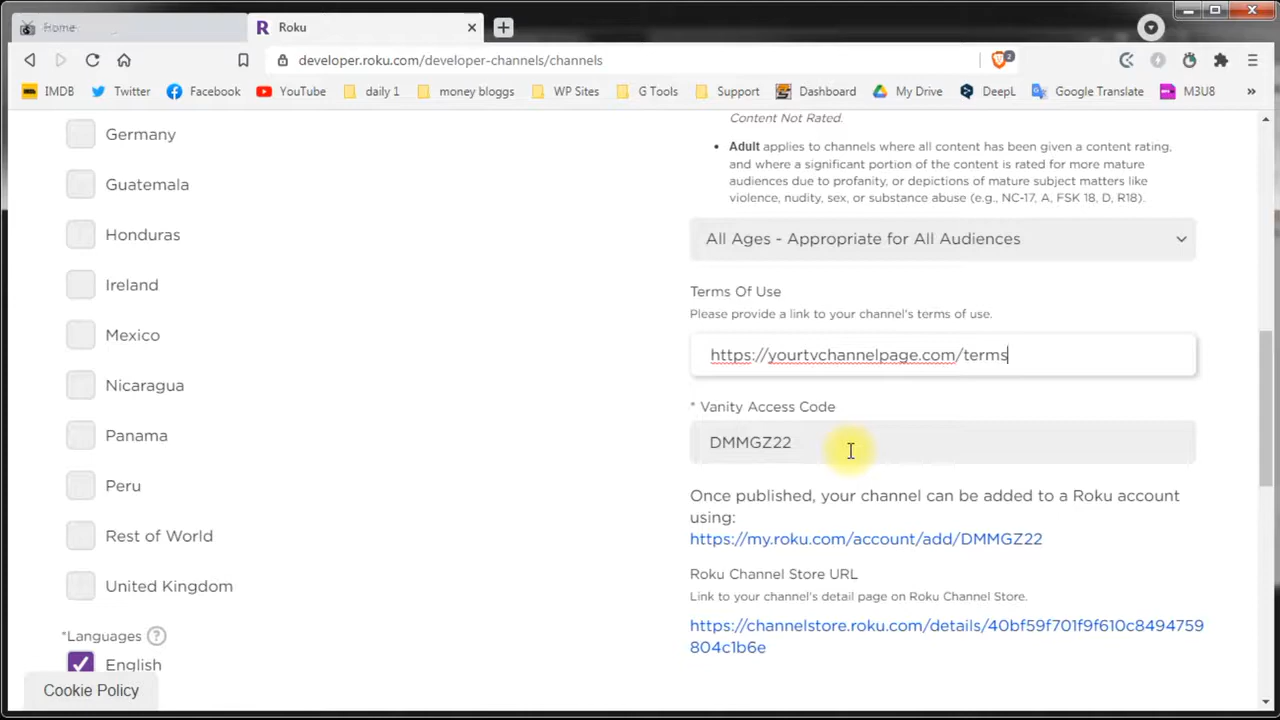 Home
Roku
developer.roku.com/developer-channels/channels
2
IMDB Twitter Facebook YouTube daily 1 money bloggs WP Sites G Tools Support Dashboard My Drive DeepL Google Translate M3U8 »
Germany
Guatemala
Honduras
Ireland
Mexico
Nicaragua
Panama
Peru
Rest of World
United Kingdom
*Languages ?
English
Cookie Policy
Content Not Rated.
• Adult applies to channels where all content has been given a content rating,
and where a significant portion of the content is rated for more mature
audiences due to profanity, or depictions of mature subject matters like
violence, nudity, sex, or substance abuse (e.g., NC-17, A, FSK 18, D, R18).
All Ages - Appropriate for All Audiences
Terms Of Use
Please provide a link to your channel's terms of use.
https://yourtvchannelpage.com/terms
* Vanity Access Code
DMMGZ22
Once published, your channel can be added to a Roku account
using:
https://my.roku.com/account/add/DMMGZ22
Roku Channel Store URL
Link to your channel's detail page on Roku Channel Store.
https://channelstore.roku.com/details/40bf59f701f9f610c8494759
804c1b6e